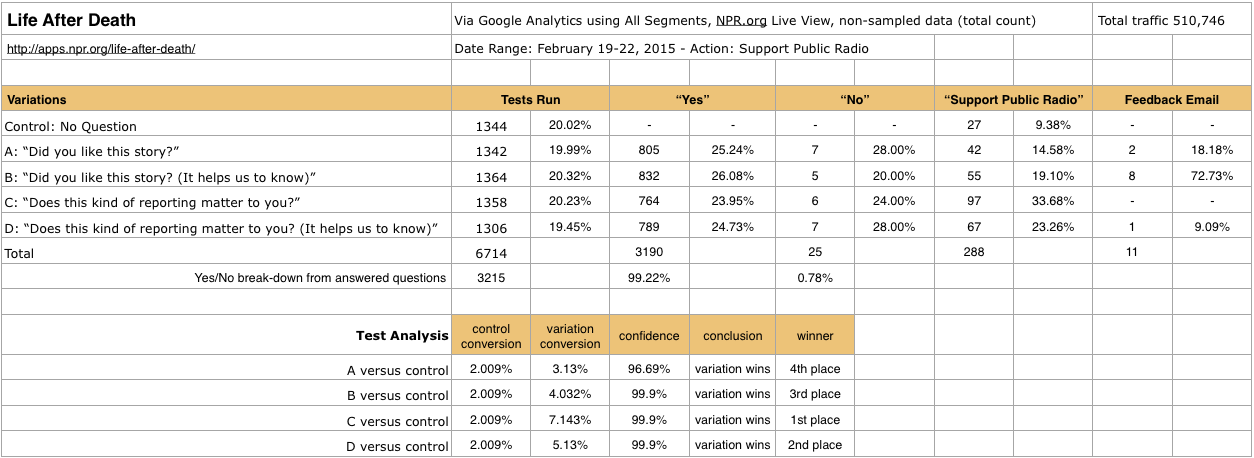 Life After Death Via Google Analytics using All Segments, NPR.org Live View, non-sampled data (total count) Total traffic 510,746
http://apps.npr.org/life-after-death/ Date Range: February 19-22, 2015 - Action: Support Public Radio
Variations Tests Run “Yes” “No” “Support Public Radio” Feedback Email
Control: No Question 1344 20.02% - - - - 27 9.38% - -
A: “Did you like this story?” 1342 19.99% 805 25.24% 7 28.00% 42 14.58% 2 18.18%
B: “Did you like this story? (It helps us to know)” 1364 20.32% 832 26.08% 5 20.00% 55 19.10% 8 72.73%
C: “Does this kind of reporting matter to you?” 1358 20.23% 764 23.95% 6 24.00% 97 33.68% - -
D: “Does this kind of reporting matter to you? (It helps us to know)” 1306 19.45% 789 24.73% 7 28.00% 67 23.26% 1 9.09%
Total 6714 3190 25 288 11
Yes/No break-down from answered questions 3215 99.22% 0.78%
Test Analysis control conversion variation conversion confidence conclusion winner
A versus control 2.009% 3.13% 96.69% variation wins 4th place
B versus control 2.009% 4.032% 99.9% variation wins 3rd place
C versus control 2.009% 7.143% 99.9% variation wins 1st place
D versus control 2.009% 5.13% 99.9% variation wins 2nd place